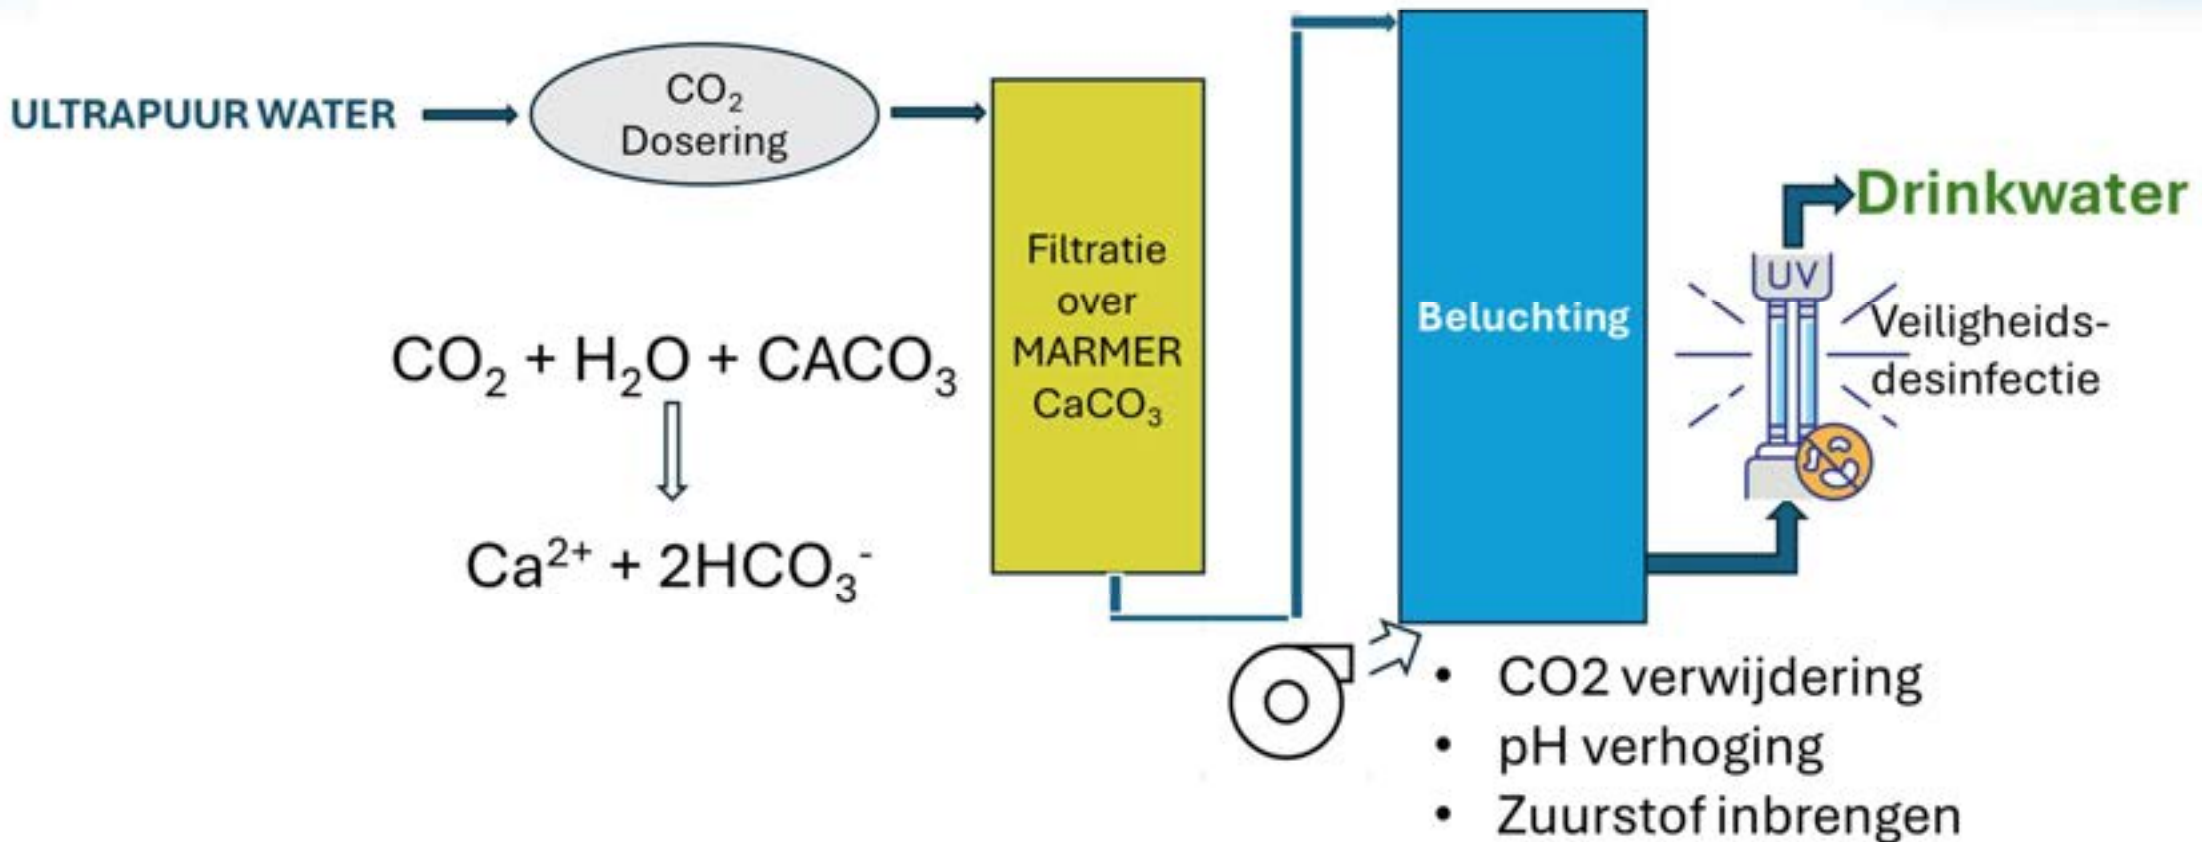 ULTRAPUUR WATER
CO₂
Dosering
Filtratie
over
MARMER
CaCO₃
CO₂ + H₂O + CACO₃
Ca²⁺ + 2HCO₃⁻
Beluchting
UV
Drinkwater
Veiligheids-
desinfectie
• CO2 verwijdering
• pH verhoging
• Zuurstof inbrengen